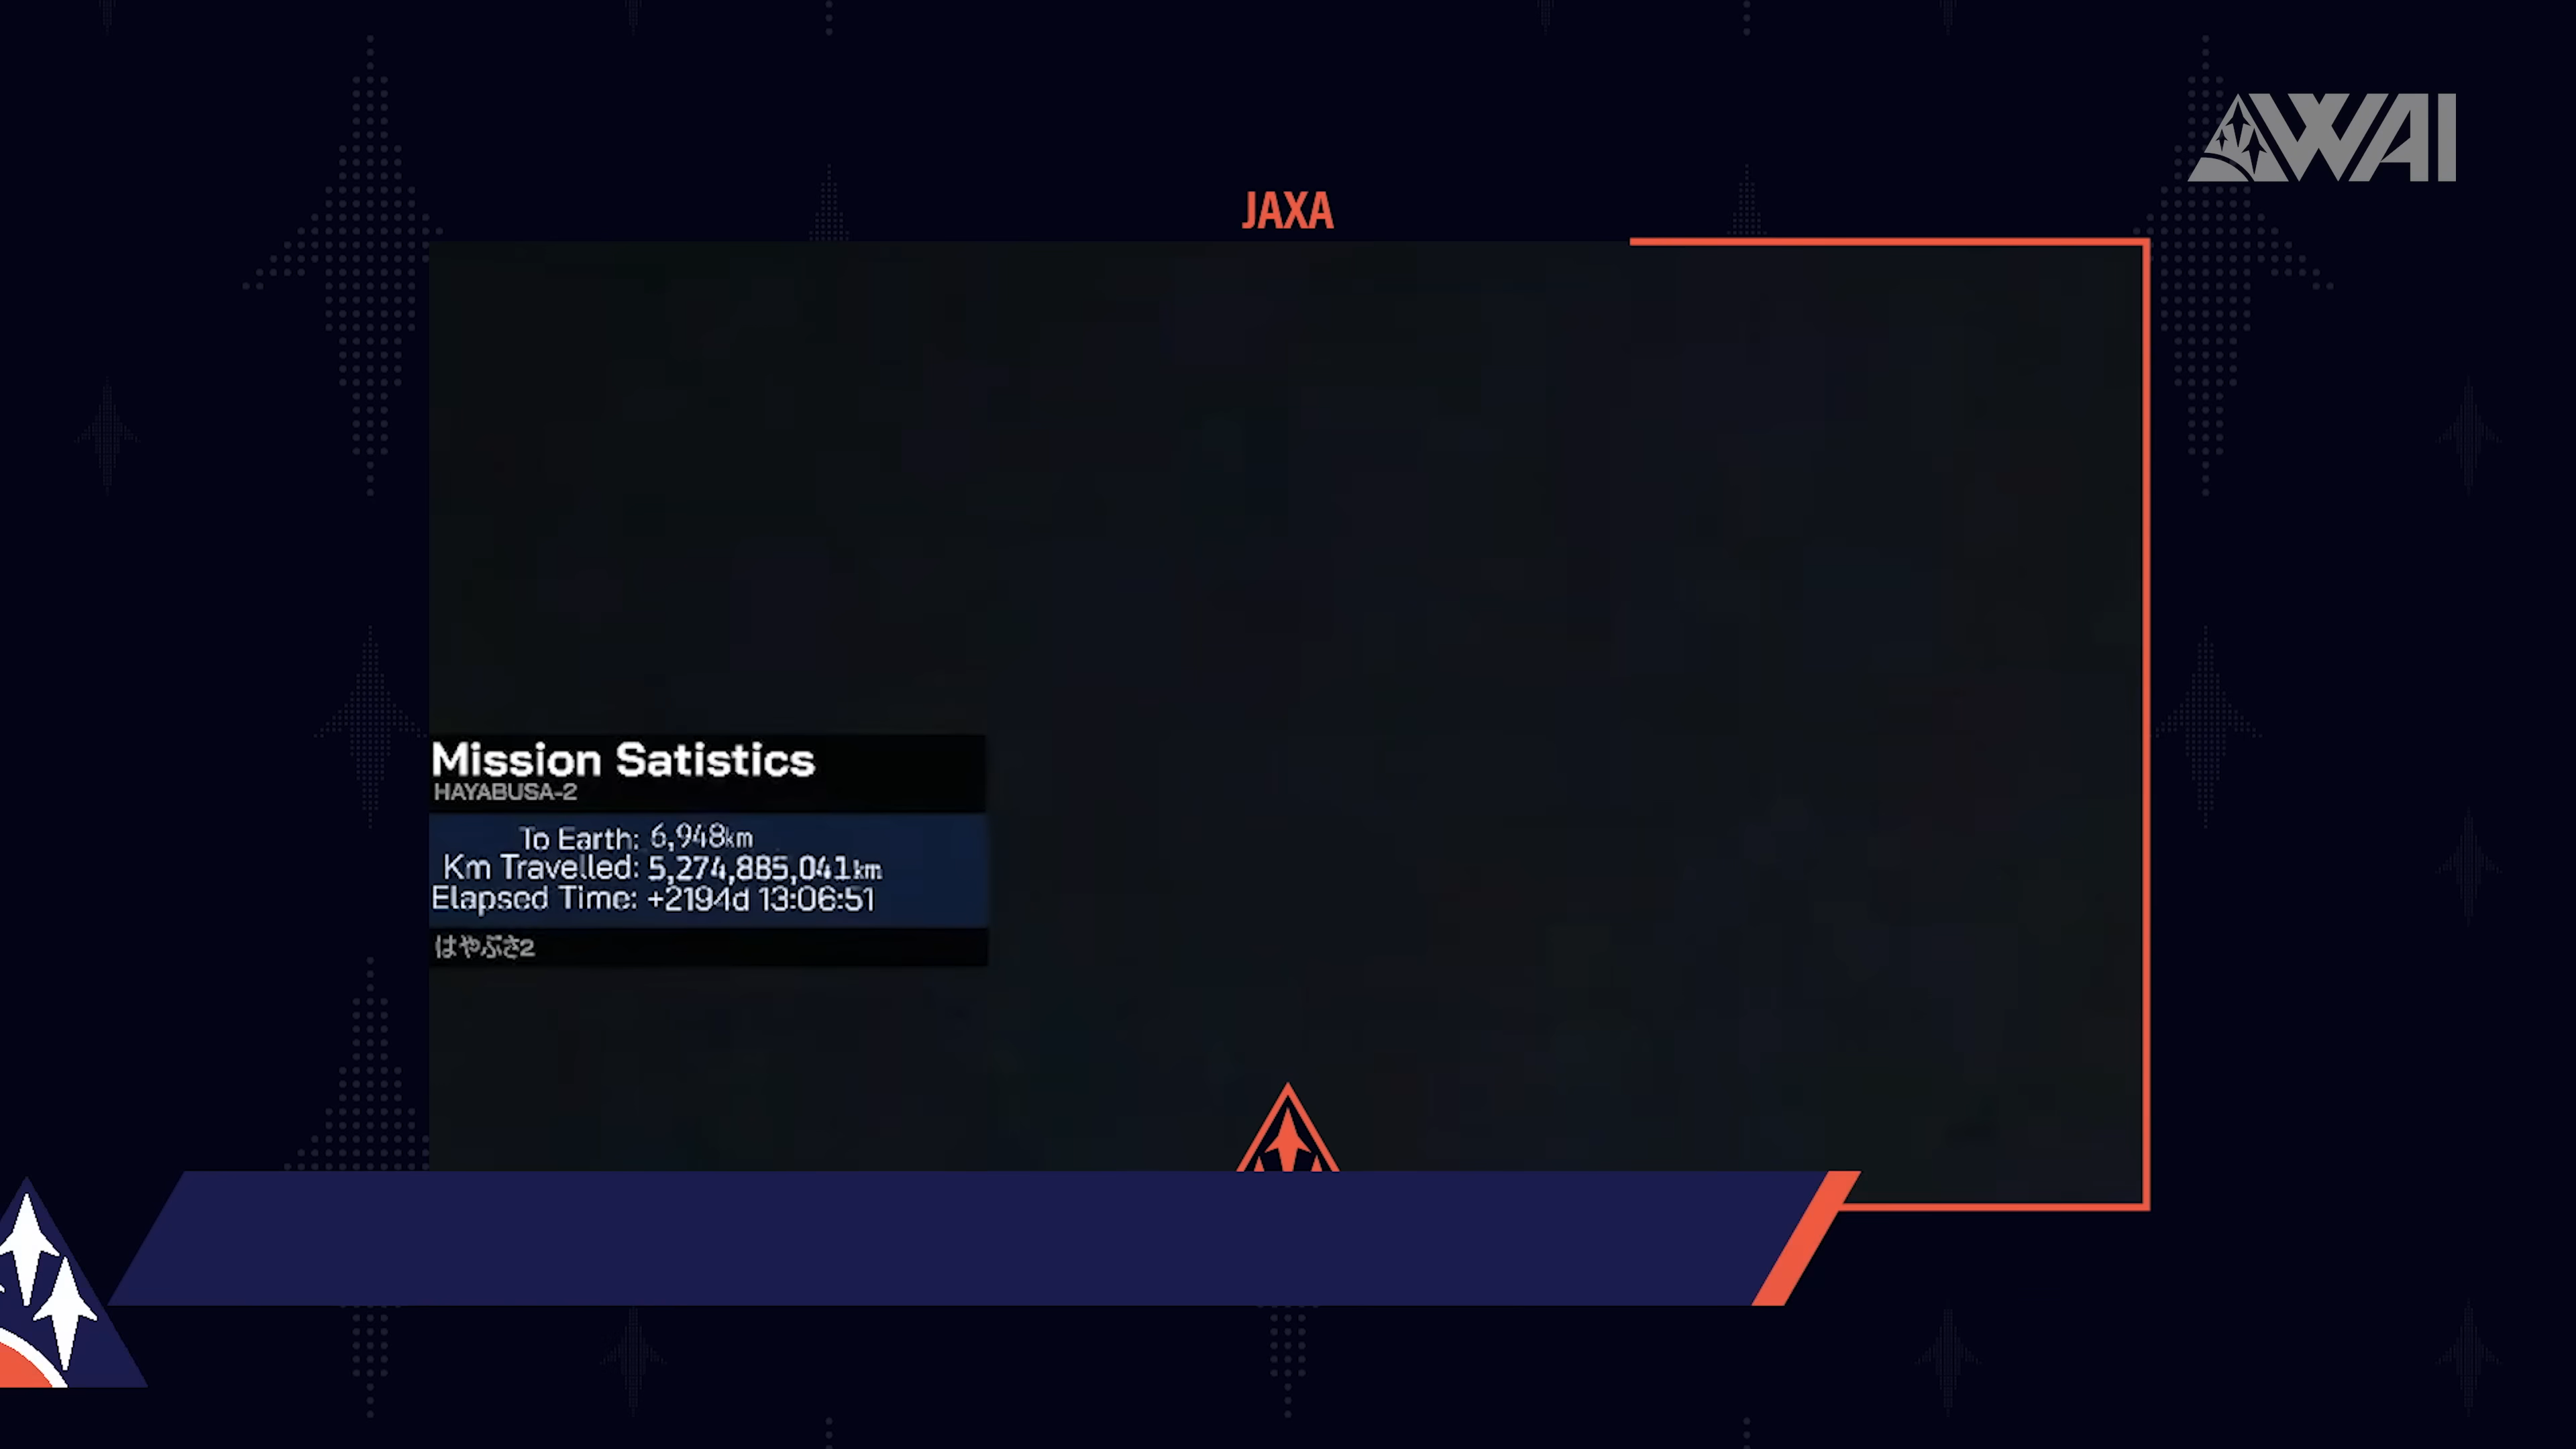 WAI
JAXA
Mission Satistics
HAYABUSA-2
To Earth: 6,948km
Km Travelled: 5,274,885,041km
Elapsed Time: +2194d 13:06:51
はやぶさ2